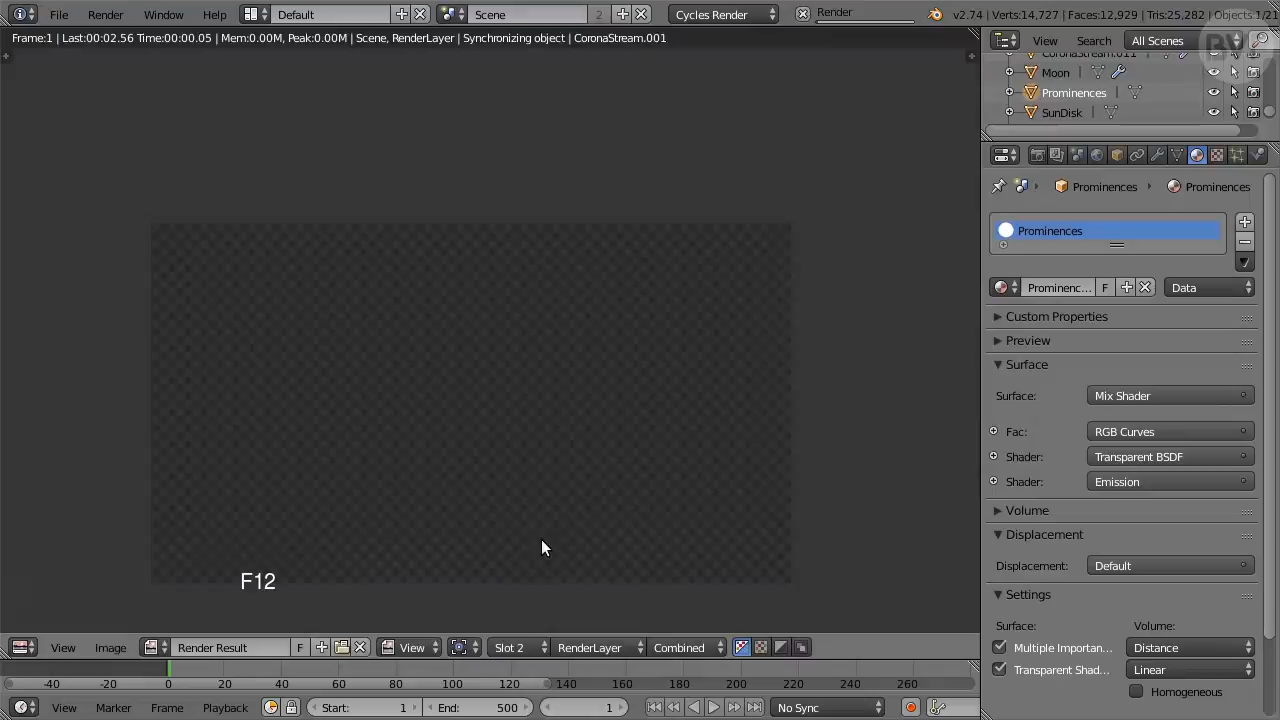 File Render Window Help Default Scene 2 Cycles Render Render v2.74 | Verts:14,727 | Faces:12,929 | Tris:25,282 | Objects:1/21
Frame:1 | Last:00:02.56 Time:00:00.05 | Mem:0.00M, Peak:0.00M | Scene, RenderLayer | Synchronizing object | CoronaStream.001
View Search All Scenes
CoronaStream.011
Moon
Prominences
SunDisk
Prominences Prominences
Prominences
Prominenc... F Data
Custom Properties
Preview
Surface
Surface: Mix Shader
Fac: RGB Curves
Shader: Transparent BSDF
Shader: Emission
Volume
Displacement
Displacement: Default
Settings
Surface: Volume:
Multiple Importan... Distance
Transparent Shad... Linear
Homogeneous
F12
View Image Render Result F View Slot 2 RenderLayer Combined
-40 -20 0 20 40 60 80 100 120 140 160 180 200 220 240 260
View Marker Frame Playback Start: 1 End: 500 1 No Sync